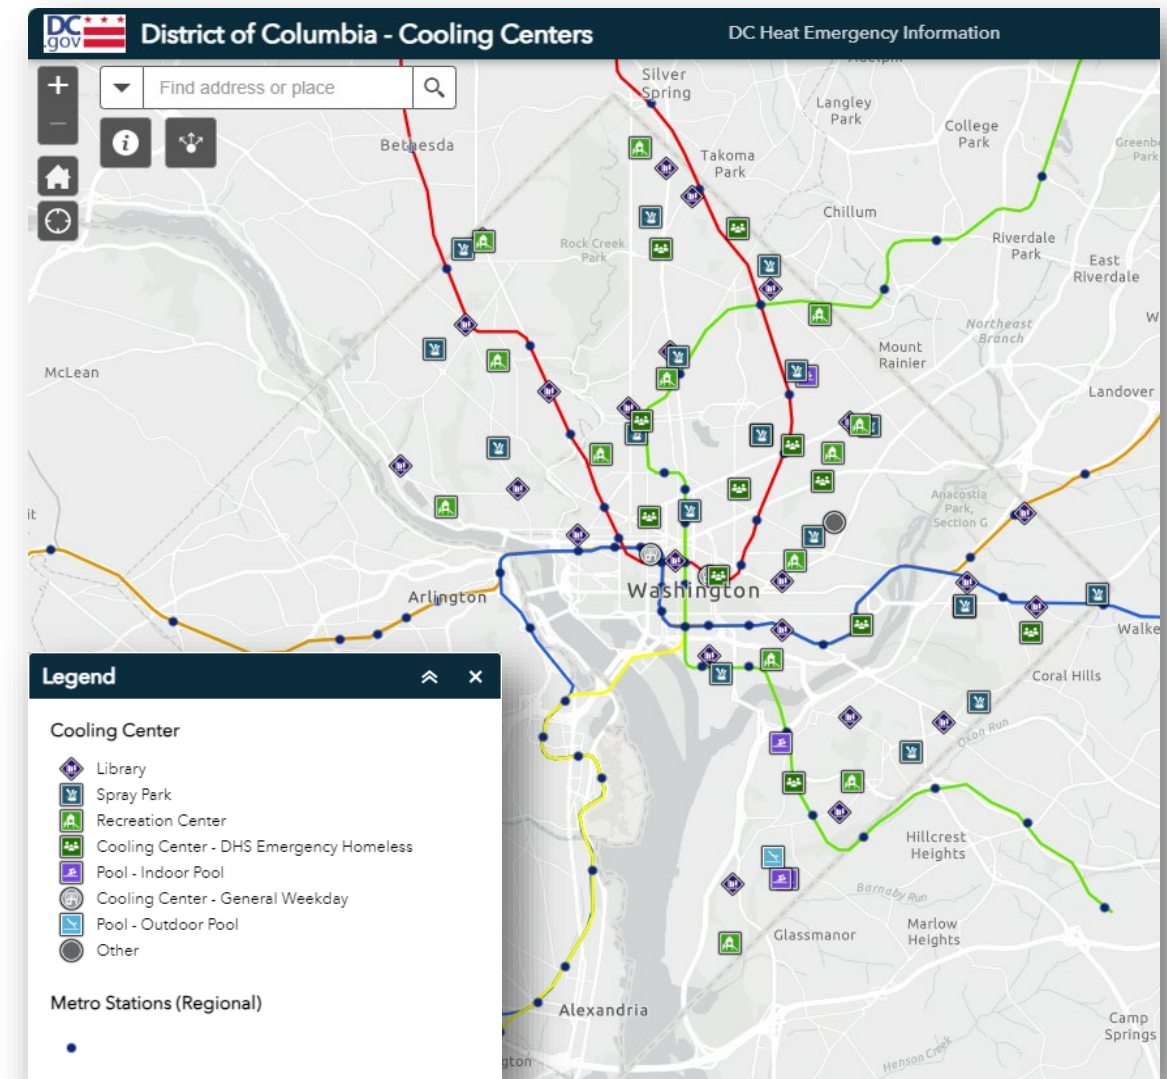 DC
.gov
District of Columbia - Cooling Centers
DC Heat Emergency Information
+
Find address or place
Silver
Spring
Langley
Park
College
Park
Bethesda
Takoma
Park
Chillum
Rock Creek
Park
Riverdale
Park
East
Riverdale
Northeast
Branch
Mount
Rainier
McLean
Landover
Anacostia
Park,
Section G
Arlington
Washington
Coral Hills
Oxon Run
Hillcrest
Heights
Barnaby Run
Glassmanor
Marlow
Heights
Alexandria
Camp
Springs
Henson Creek
Legend
Cooling Center
Library
Spray Park
Recreation Center
Cooling Center - DHS Emergency Homeless
Pool - Indoor Pool
Cooling Center - General Weekday
Pool - Outdoor Pool
Other
Metro Stations (Regional)